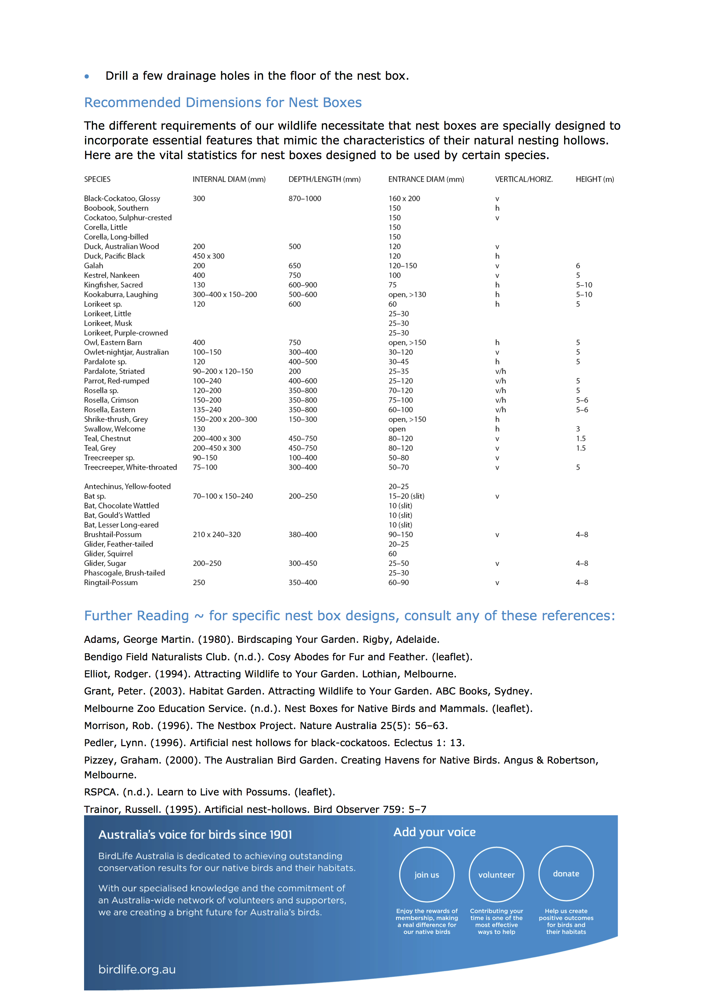 • Drill a few drainage holes in the floor of the nest box.
Recommended Dimensions for Nest Boxes
The different requirements of our wildlife necessitate that nest boxes are specially designed to
incorporate essential features that mimic the characteristics of their natural nesting hollows.
Here are the vital statistics for nest boxes designed to be used by certain species.
SPECIES INTERNAL DIAM (mm) DEPTH/LENGTH (mm) ENTRANCE DIAM (mm) VERTICAL/HORIZ. HEIGHT (m)
Black-Cockatoo, Glossy 300 870–1000 160 x 200 v
Boobook, Southern 150 h
Cockatoo, Sulphur-crested 150 v
Corella, Little 150
Corella, Long-billed 150
Duck, Australian Wood 200 500 120 v
Duck, Pacific Black 450 x 300 120 h
Galah 200 650 120–150 v 6
Kestrel, Nankeen 400 750 100 v 5
Kingfisher, Sacred 130 600–900 75 h 5–10
Kookaburra, Laughing 300–400 x 150–200 500–600 open, >130 h 5–10
Lorikeet sp. 120 600 60 h 5
Lorikeet, Little 25–30
Lorikeet, Musk 25–30
Lorikeet, Purple-crowned 25–30
Owl, Eastern Barn 400 750 open, >150 h 5
Owlet-nightjar, Australian 100–150 300–400 30–120 v 5
Pardalote sp. 120 400–500 30–45 h 5
Pardalote, Striated 90–200 x 120–150 200 25–35 v/h
Parrot, Red-rumped 100–240 400–600 25–120 v/h 5
Rosella sp. 120–200 350–800 70–120 v/h 5
Rosella, Crimson 150–200 350–800 75–100 v/h 5–6
Rosella, Eastern 135–240 350–800 60–100 v/h 5–6
Shrike-thrush, Grey 150–200 x 200–300 150–300 open, >150 h
Swallow, Welcome 130 open h 3
Teal, Chestnut 200–400 x 300 450–750 80–120 v 1.5
Teal, Grey 200–450 x 300 450–750 80–120 v 1.5
Treecreeper sp. 90–150 100–400 50–80 v
Treecreeper, White-throated 75–100 300–400 50–70 v 5
Antechinus, Yellow-footed 20–25
Bat sp. 70–100 x 150–240 200–250 15–20 (slit) v
Bat, Chocolate Wattled 10 (slit)
Bat, Gould’s Wattled 10 (slit)
Bat, Lesser Long-eared 10 (slit)
Brushtail-Possum 210 x 240–320 380–400 90–150 v 4–8
Glider, Feather-tailed 20–25
Glider, Squirrel 60
Glider, Sugar 200–250 300–450 25–50 v 4–8
Phascogale, Brush-tailed 25–30
Ringtail-Possum 250 350–400 60–90 v 4–8
Further Reading ~ for specific nest box designs, consult any of these references:
Adams, George Martin. (1980). Birdscaping Your Garden. Rigby, Adelaide.
Bendigo Field Naturalists Club. (n.d.). Cosy Abodes for Fur and Feather. (leaflet).
Elliot, Rodger. (1994). Attracting Wildlife to Your Garden. Lothian, Melbourne.
Grant, Peter. (2003). Habitat Garden. Attracting Wildlife to Your Garden. ABC Books, Sydney.
Melbourne Zoo Education Service. (n.d.). Nest Boxes for Native Birds and Mammals. (leaflet).
Morrison, Rob. (1996). The Nestbox Project. Nature Australia 25(5): 56–63.
Pedler, Lynn. (1996). Artificial nest hollows for black-cockatoos. Eclectus 1: 13.
Pizzey, Graham. (2000). The Australian Bird Garden. Creating Havens for Native Birds. Angus & Robertson,
Melbourne.
RSPCA. (n.d.). Learn to Live with Possums. (leaflet).
Trainor, Russell. (1995). Artificial nest-hollows. Bird Observer 759: 5–7
Australia’s voice for birds since 1901
BirdLife Australia is dedicated to achieving outstanding
conservation results for our native birds and their habitats.
With our specialised knowledge and the commitment of
an Australia-wide network of volunteers and supporters,
we are creating a bright future for Australia’s birds.
birdlife.org.au
Add your voice
join us
Enjoy the rewards of
membership, making
a real difference for
our native birds
volunteer
Contributing your
time is one of the
most effective
ways to help
donate
Help us create
positive outcomes
for birds and
their habitats